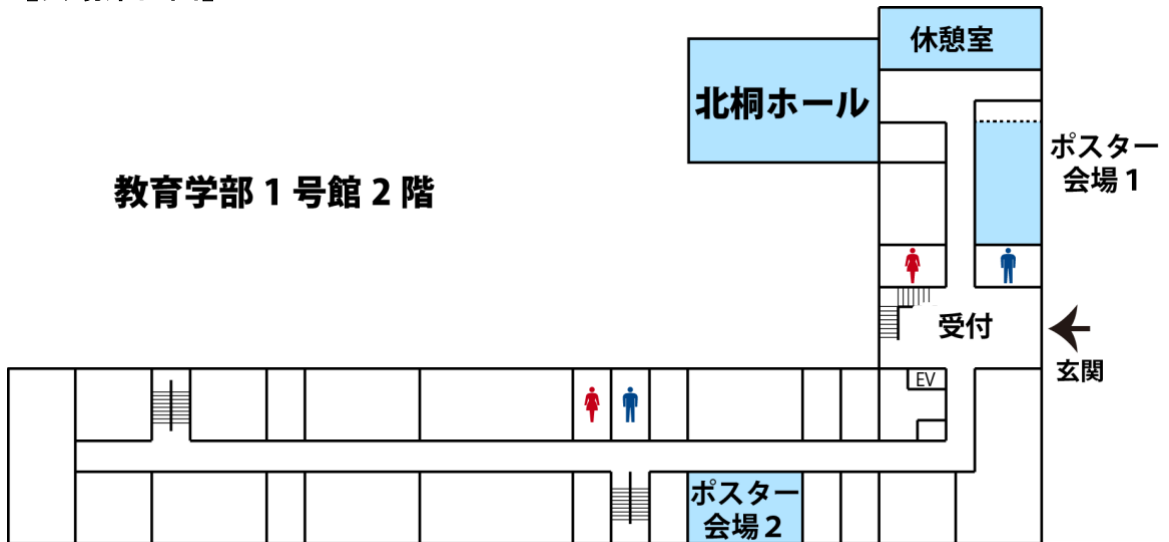 休憩室
北桐ホール
ポスター
会場1
教育学部1号館2階
受付
玄関
EV
ポスター
会場2